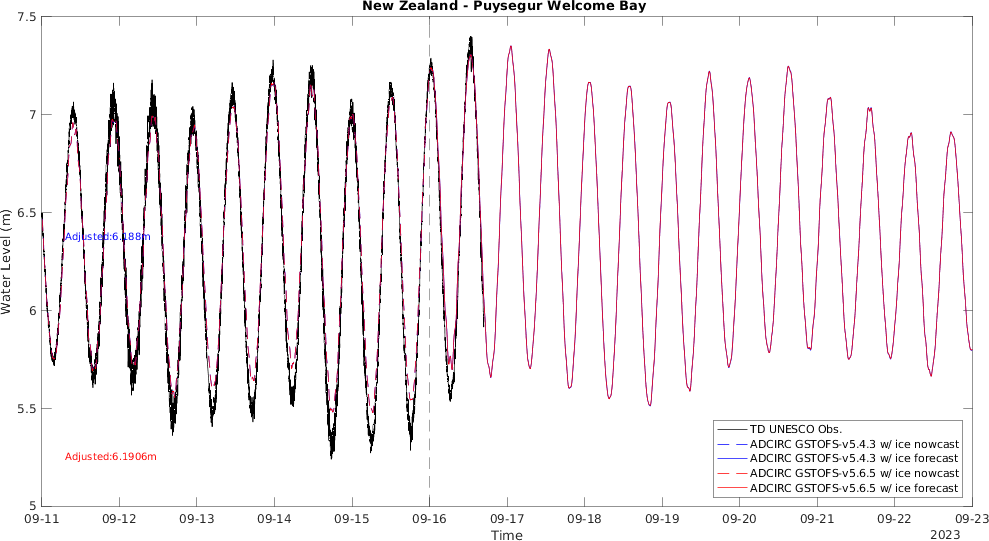 New Zealand - Puysegur Welcome Bay
7.5
7
6.5
6
5.5
5
Water Level (m)
Adjusted:6.188m
Adjusted:6.1906m
TD UNESCO Obs.
ADCIRC GSTOFS-v5.4.3 w/ ice nowcast
ADCIRC GSTOFS-v5.4.3 w/ ice forecast
ADCIRC GSTOFS-v5.6.5 w/ ice nowcast
ADCIRC GSTOFS-v5.6.5 w/ ice forecast
09-11 09-12 09-13 09-14 09-15 09-16 09-17 09-18 09-19 09-20 09-21 09-22 09-23
Time
2023